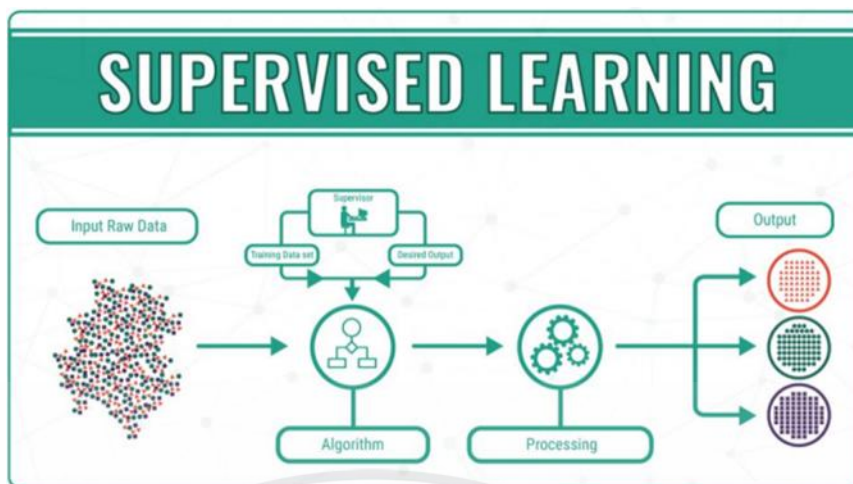 SUPERVISED LEARNING
Input Raw Data
Supervisor
Training Data set
Desired Output
Output
Algorithm
Processing